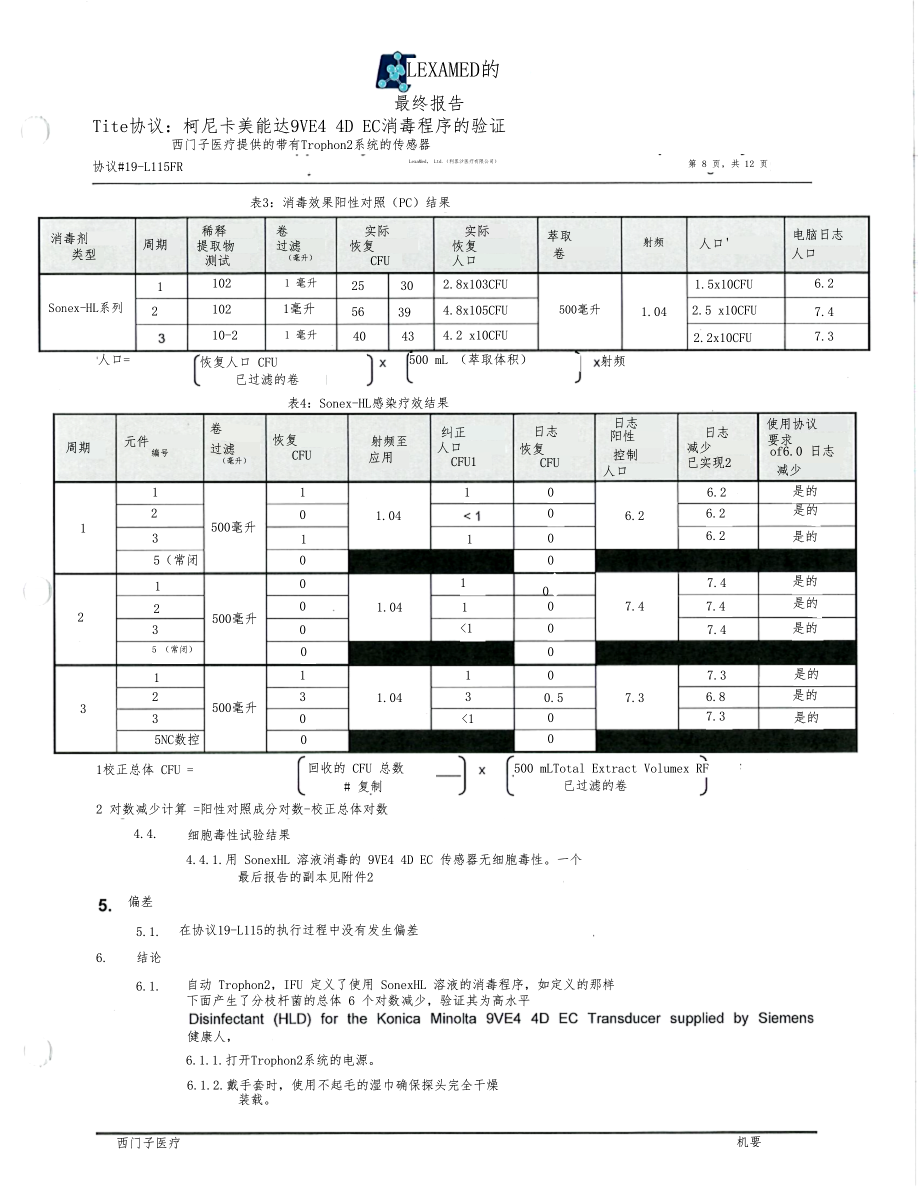 LEXAMED的
最终报告
Tite协议: 柯尼卡美能达9VE4 4D EC消毒程序的验证
西门子医疗提供的带有Trophon2系统的传感器
协议#19-L115FR
LexaMed, Ltd.(利恩沙医疗有限公司)
第 8 页，共 12 页
表3: 消毒效果阳性对照（PC）结果
消毒剂 类型 周期 稀释 提取物 测试 卷 过滤 （毫升） 实际 恢复 CFU 实际 恢复 人口 萃取 卷 射频 人口' 电脑日志 人口
Sonex-HL系列 500毫升 1.04
1 102 1 毫升 25 30 2.8x103CFU 1.5x10CFU 6.2
2 102 1毫升 56 39 4.8x105CFU 2.5 x10CFU 7.4
3 10-2 1 毫升 40 43 4.2 x10CFU 2.2x10CFU 7.3
'人口= 恢复人口 CFU x 500 mL （萃取体积） x射频
已过滤的卷
表4: Sonex-HL感染疗效结果
周期 元件 编号 卷 过滤 （毫升） 恢复 CFU 射频至 应用 纠正 人口 CFU1 日志 恢复 CFU 日志 阳性 控制 人口 日志 减少 已实现2 使用协议 要求 of6.0 日志 减少
1 500毫升 1.04 6.2
1 1 1 0 6.2 是的
2 0 <1 0 6.2 是的
3 1 1 0 6.2 是的
5（常闭 0 0
2 500毫升 1.04 7.4
1 0 1 0 7.4 是的
2 0 1 0 7.4 是的
3 0 <1 0 7.4 是的
5 （常闭） 0 0
3 500毫升 1.04 7.3
1 1 1 0 7.3 是的
2 3 3 0.5 6.8 是的
3 0 <1 0 7.3 是的
5NC数控 0 0
1校正总体 CFU = 回收的 CFU 总数 x 500 mLTotal Extract Volumex RF
# 复制 已过滤的卷
2 对数减少计算 =阳性对照成分对数-校正总体对数
4.4. 细胞毒性试验结果
4.4.1.用 SonexHL 溶液消毒的 9VE4 4D EC 传感器无细胞毒性。一个
最后报告的副本见附件2
5. 偏差
5.1. 在协议19-L115的执行过程中没有发生偏差
6. 结论
6.1. 自动 Trophon2，IFU 定义了使用 SonexHL 溶液的消毒程序，如定义的那样
下面产生了分枝杆菌的总体 6 个对数减少，验证其为高水平
Disinfectant (HLD) for the Konica Minolta 9VE4 4D EC Transducer supplied by Siemens
健康人，
6.1.1.打开Trophon2系统的电源。
6.1.2.戴手套时，使用不起毛的湿巾确保探头完全干燥
装载。
西门子医疗
机要